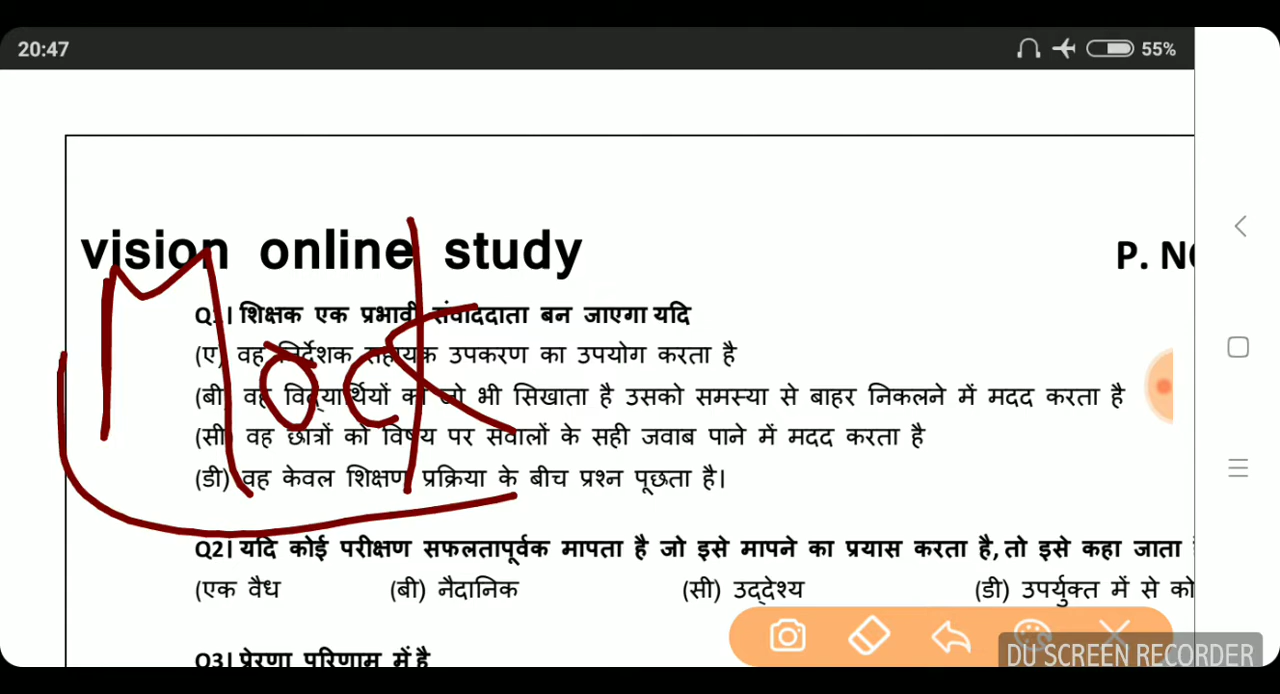 20:47
55%
vision online study
P. NO
Mock
Q1। शिक्षक एक प्रभावी संवाददाता बन जाएगा यदि
(ए) वह निर्देशक सहायक उपकरण का उपयोग करता है
(बी) वह विद्यार्थियों को जो भी सिखाता है उसको समस्या से बाहर निकलने में मदद करता है
(सी) वह छात्रों को विषय पर सवालों के सही जवाब पाने में मदद करता है
(डी) वह केवल शिक्षण प्रक्रिया के बीच प्रश्न पूछता है।
Q2। यदि कोई परीक्षण सफलतापूर्वक मापता है जो इसे मापने का प्रयास करता है, तो इसे कहा जाता
(एक वैध (बी) नैदानिक (सी) उद्देश्य (डी) उपर्युक्त में से को
Q3। प्रेरणा परिणाम में है
DU SCREEN RECORDER